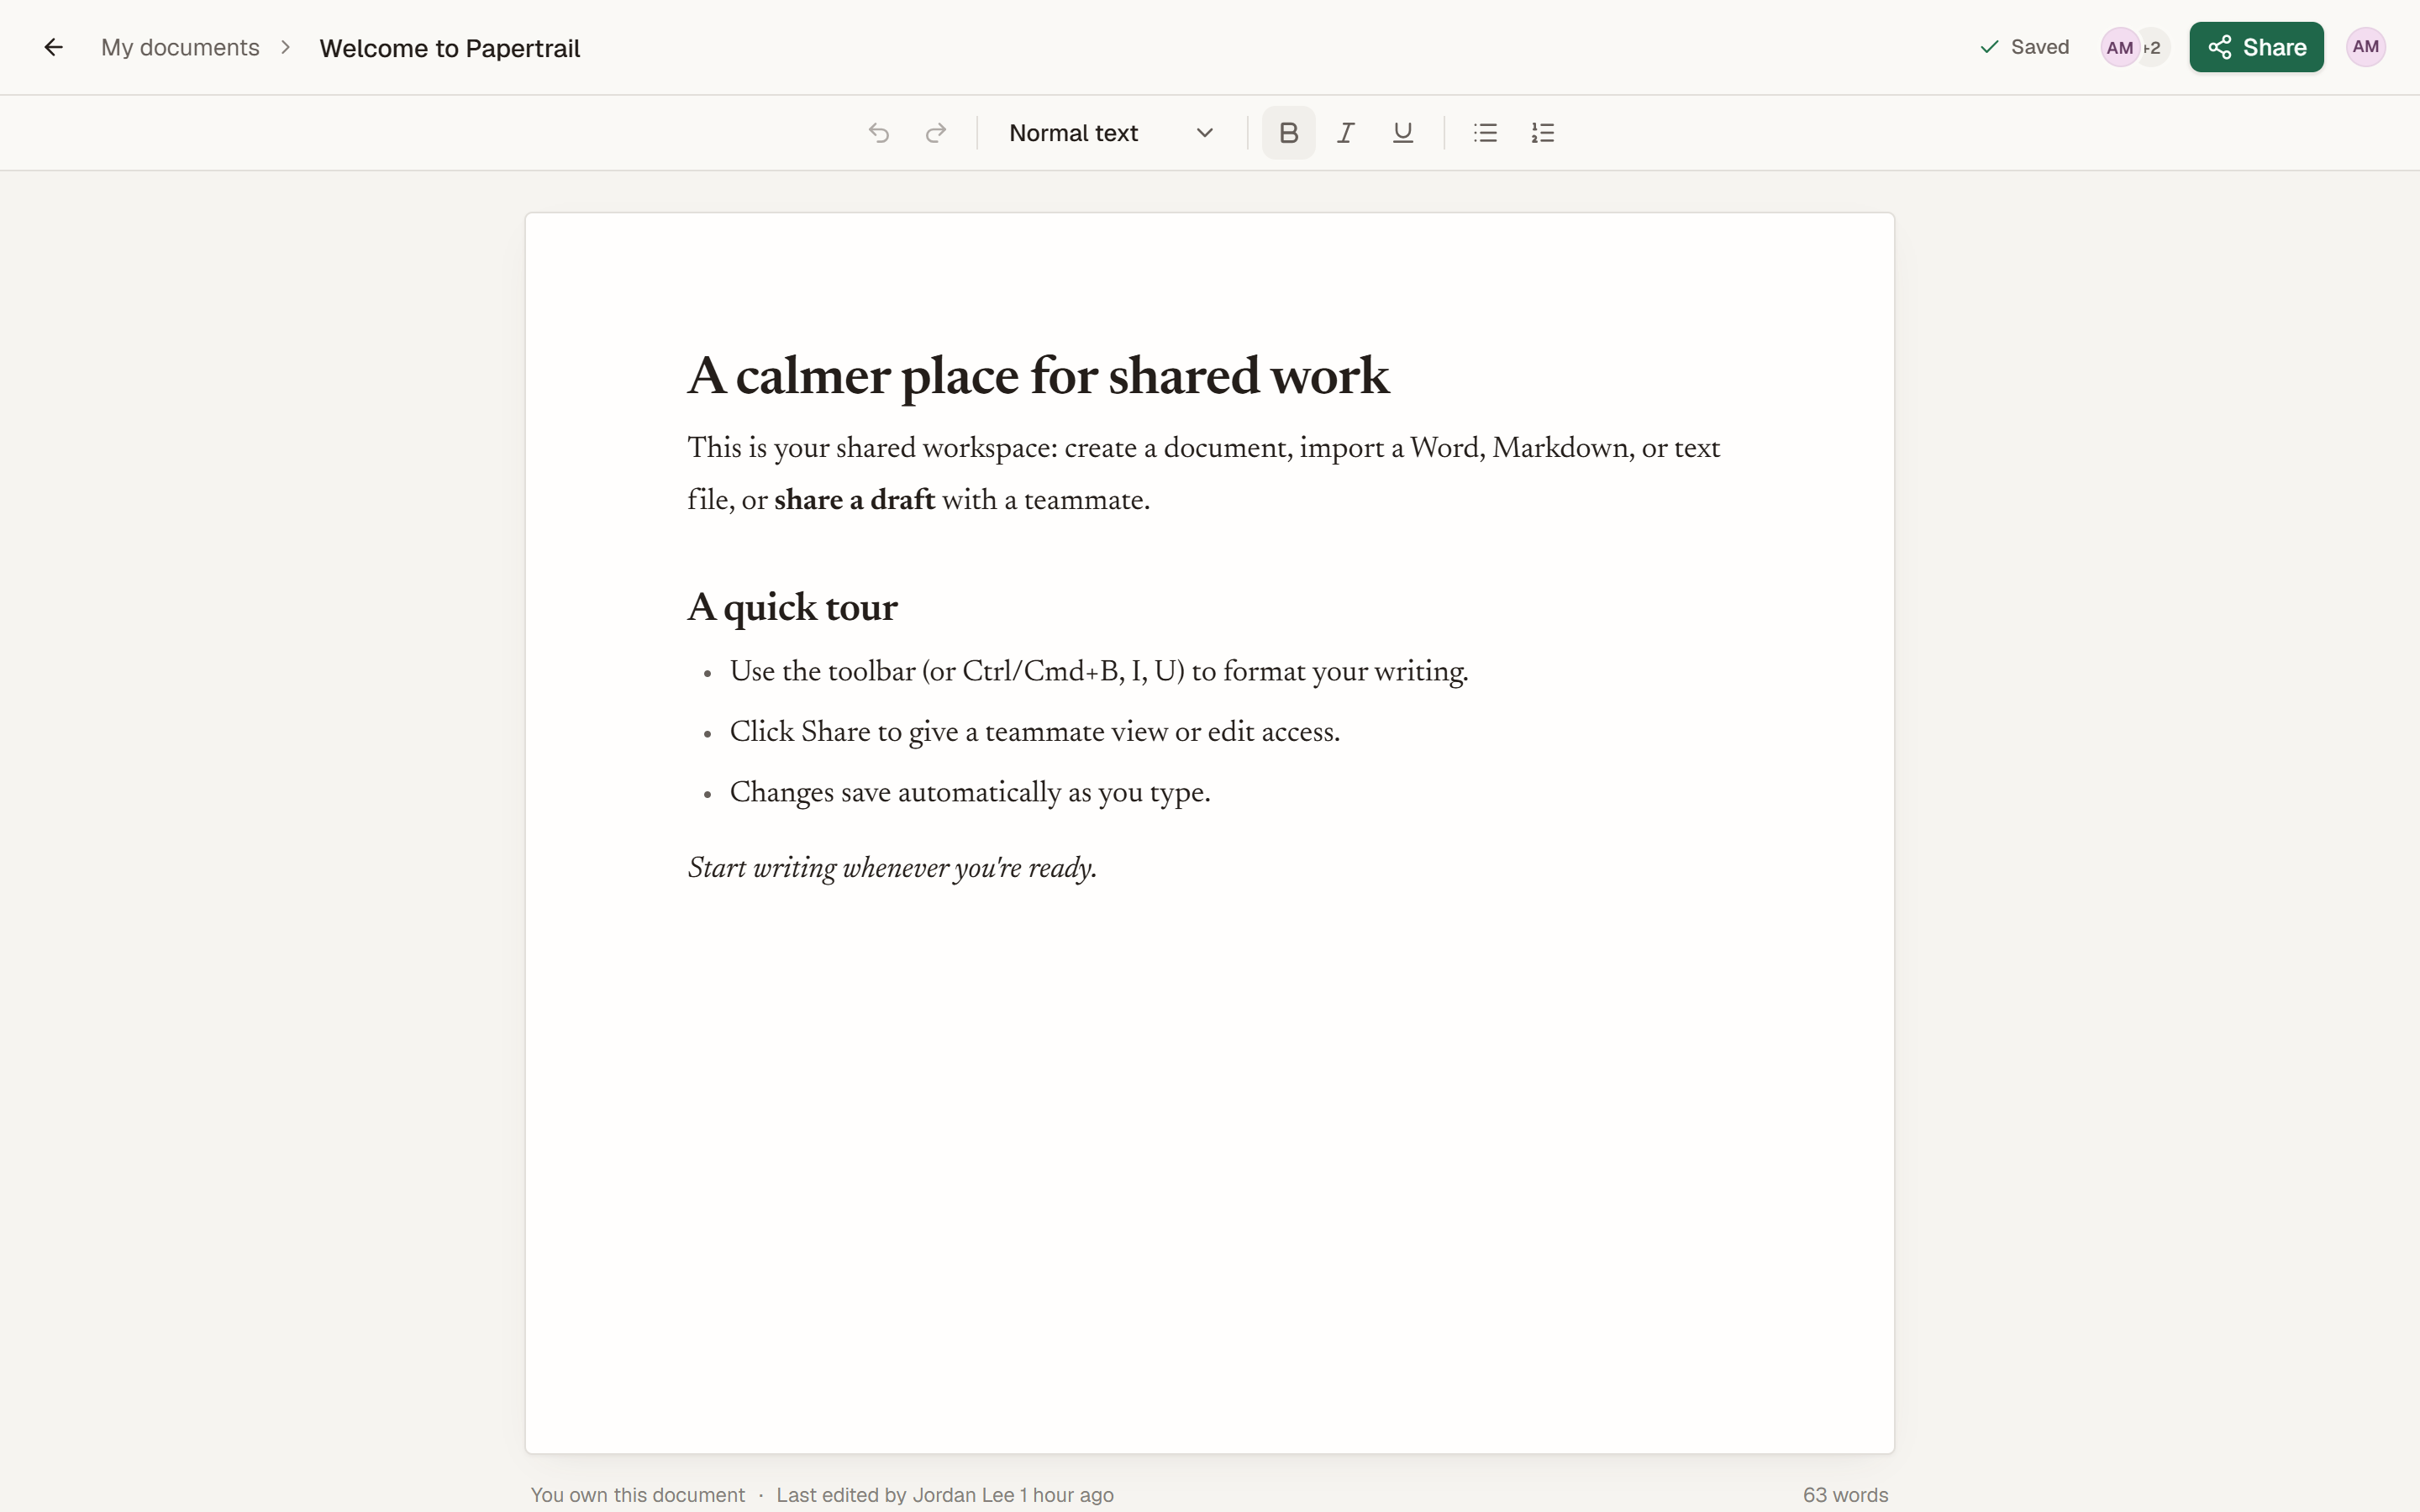 My documents > Welcome to Papertrail
Saved
AM +2
Share
AM
Normal text
B I U
A calmer place for shared work
This is your shared workspace: create a document, import a Word, Markdown, or text
file, or share a draft with a teammate.
A quick tour
• Use the toolbar (or Ctrl/Cmd+B, I, U) to format your writing.
• Click Share to give a teammate view or edit access.
• Changes save automatically as you type.
Start writing whenever you're ready.
You own this document · Last edited by Jordan Lee 1 hour ago
63 words